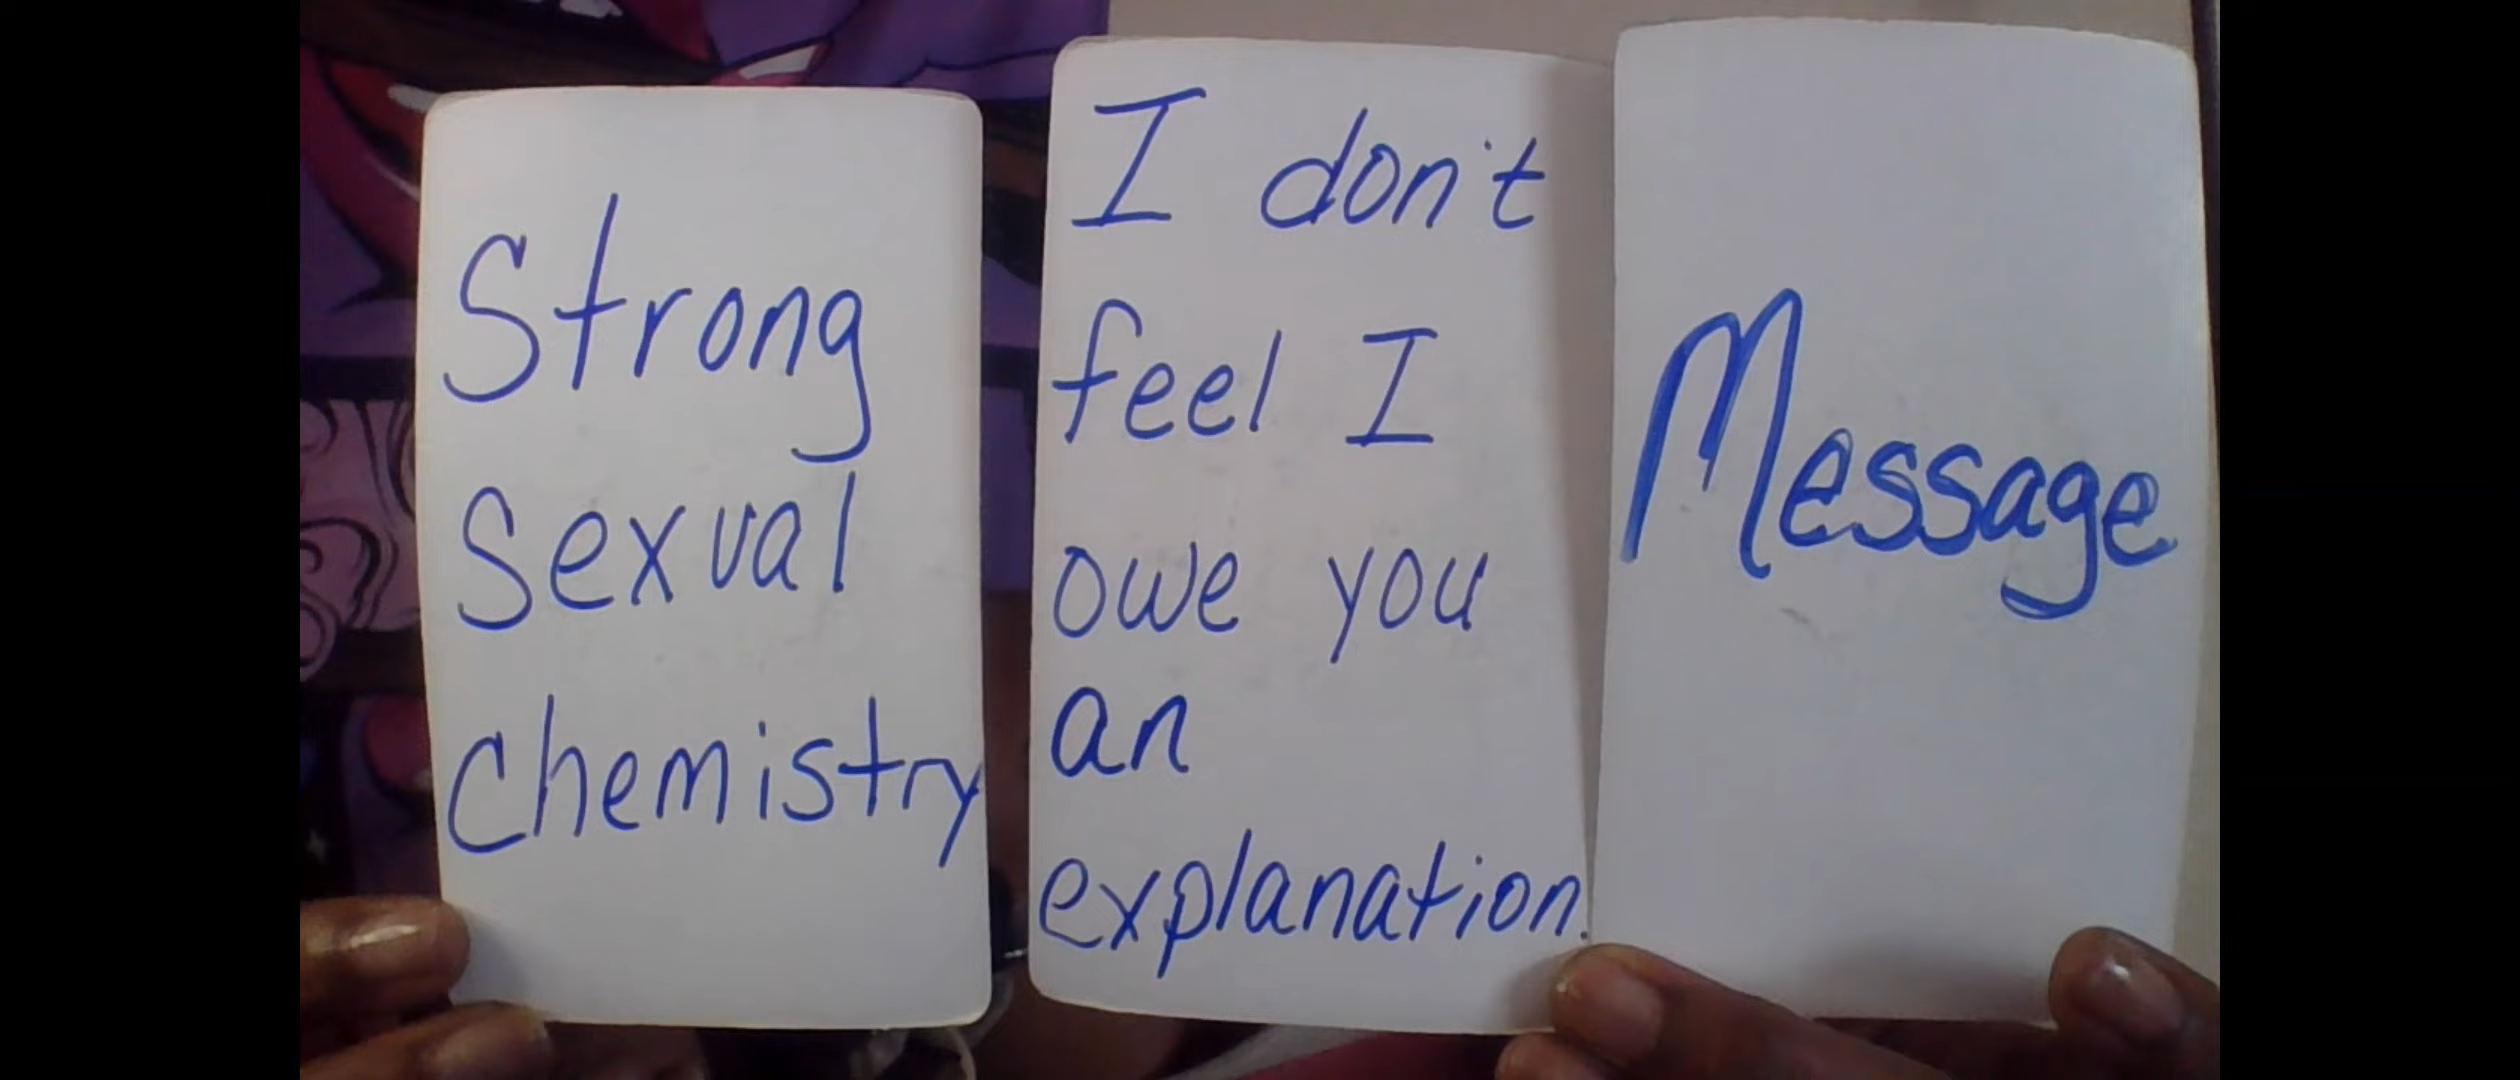 Strong
Sexual
Chemistry
I don't
feel I
owe you
an
explanation.
Message